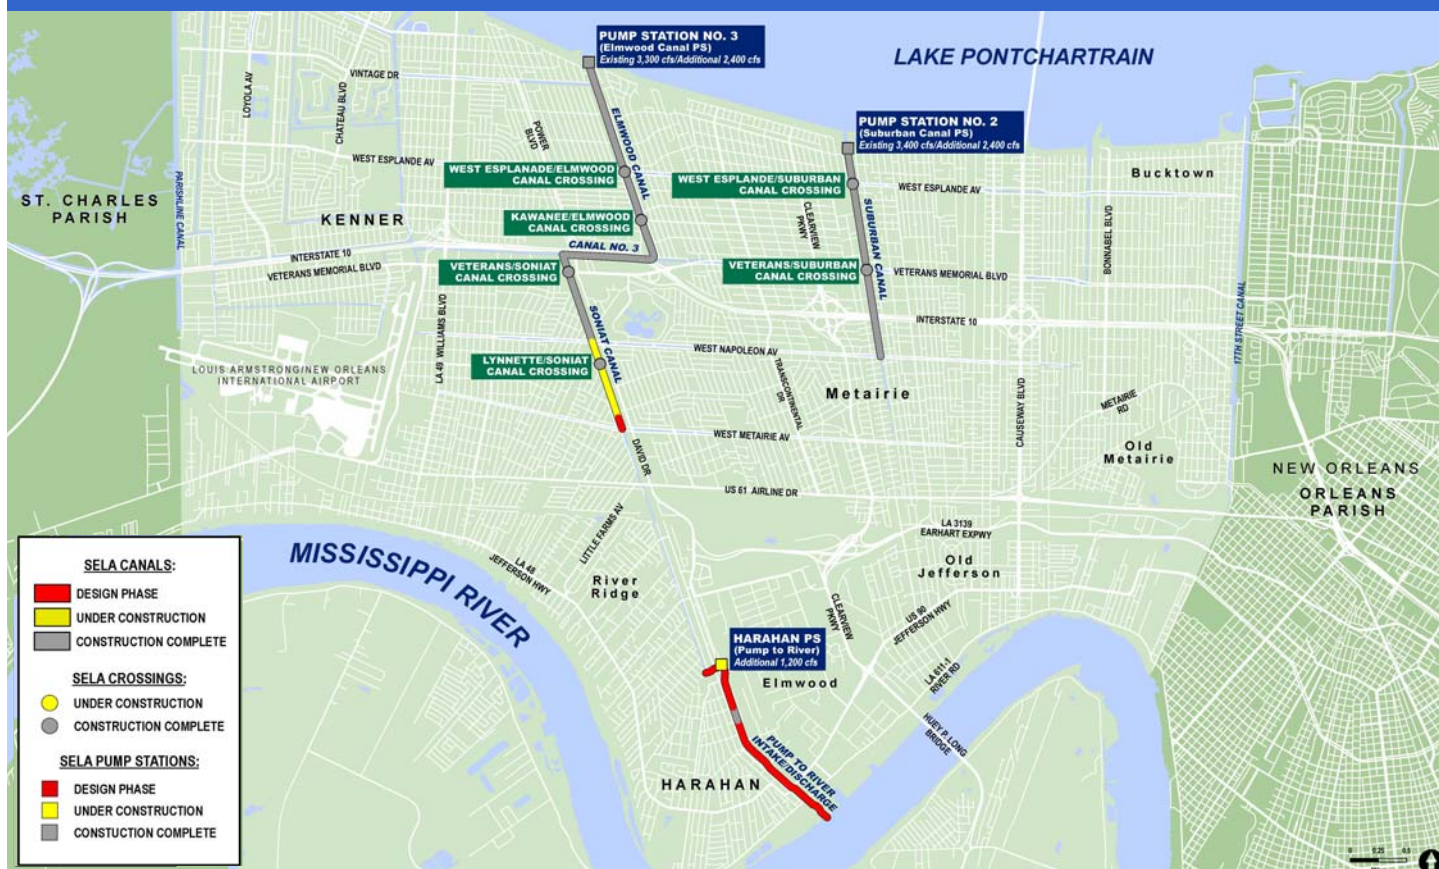 PUMP STATION NO. 3
(Elmwood Canal PS)
Existing 3,300 cfs/Additional 2,400 cfs
LAKE PONTCHARTRAIN
VINTAGE DR
LOYOLA AV
CHATEAU BLVD
POWER BLVD
ELMWOOD CANAL
PUMP STATION NO. 2
(Suburban Canal PS)
Existing 3,400 cfs/Additional 2,400 cfs
WEST ESPLANDE AV
WEST ESPLANADE/ELMWOOD
CANAL CROSSING
WEST ESPLANDE/SUBURBAN
CANAL CROSSING
WEST ESPLANDE AV
Bucktown
ST. CHARLES
PARISH
PARISHLINE CANAL
KENNER
KAWANEE/ELMWOOD
CANAL CROSSING
CLEARVIEW
PKWY
SUBURBAN CANAL
BONNABEL BLVD
CANAL NO. 3
INTERSTATE 10
VETERANS MEMORIAL BLVD
VETERANS/SONIAT
CANAL CROSSING
VETERANS/SUBURBAN
CANAL CROSSING
VETERANS MEMORIAL BLVD
17TH STREET CANAL
LA 49 WILLIAMS BLVD
SONIAT CANAL
INTERSTATE 10
WEST NAPOLEON AV
LYNNETTE/SONIAT
CANAL CROSSING
LOUIS ARMSTRONG/NEW ORLEANS
INTERNATIONAL AIRPORT
TRANSCONTINENTAL
DR
Metairie
CAUSEWAY BLVD
METAIRIE
RD
WEST METAIRIE AV
DAVID DR
Old
Metairie
NEW ORLEANS
ORLEANS
PARISH
US 61 AIRLINE DR
LITTLE FARMS AV
LA 3139
EARHART EXPWY
MISSISSIPPI RIVER
LA 48
JEFFERSON HWY
Old
Jefferson
River
Ridge
CLEARVIEW
PKWY
US 90
JEFFERSON HWY
HARAHAN PS
(Pump to River)
Additional 1,200 cfs
Elmwood
LA 611-1
RIVER RD
HUEY P. LONG
BRIDGE
PUMP TO RIVER
INTAKE/DISCHARGE
HARAHAN
SELA CANALS:
DESIGN PHASE
UNDER CONSTRUCTION
CONSTRUCTION COMPLETE
SELA CROSSINGS:
UNDER CONSTRUCTION
CONSTRUCTION COMPLETE
SELA PUMP STATIONS:
DESIGN PHASE
UNDER CONSTRUCTION
CONSTUCTION COMPLETE
0 0.25 0.5